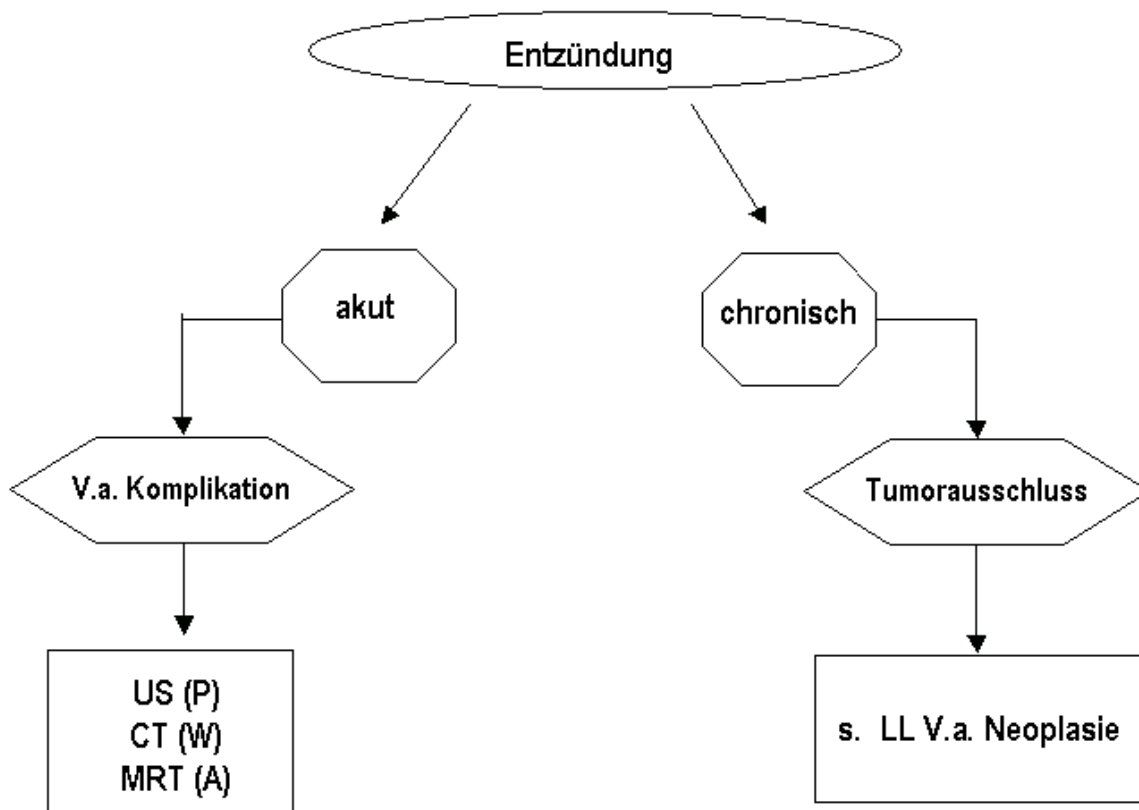 Entzündung
akut
chronisch
V.a. Komplikation
Tumorausschluss
US (P)
CT (W)
MRT (A)
s. LL V.a. Neoplasie